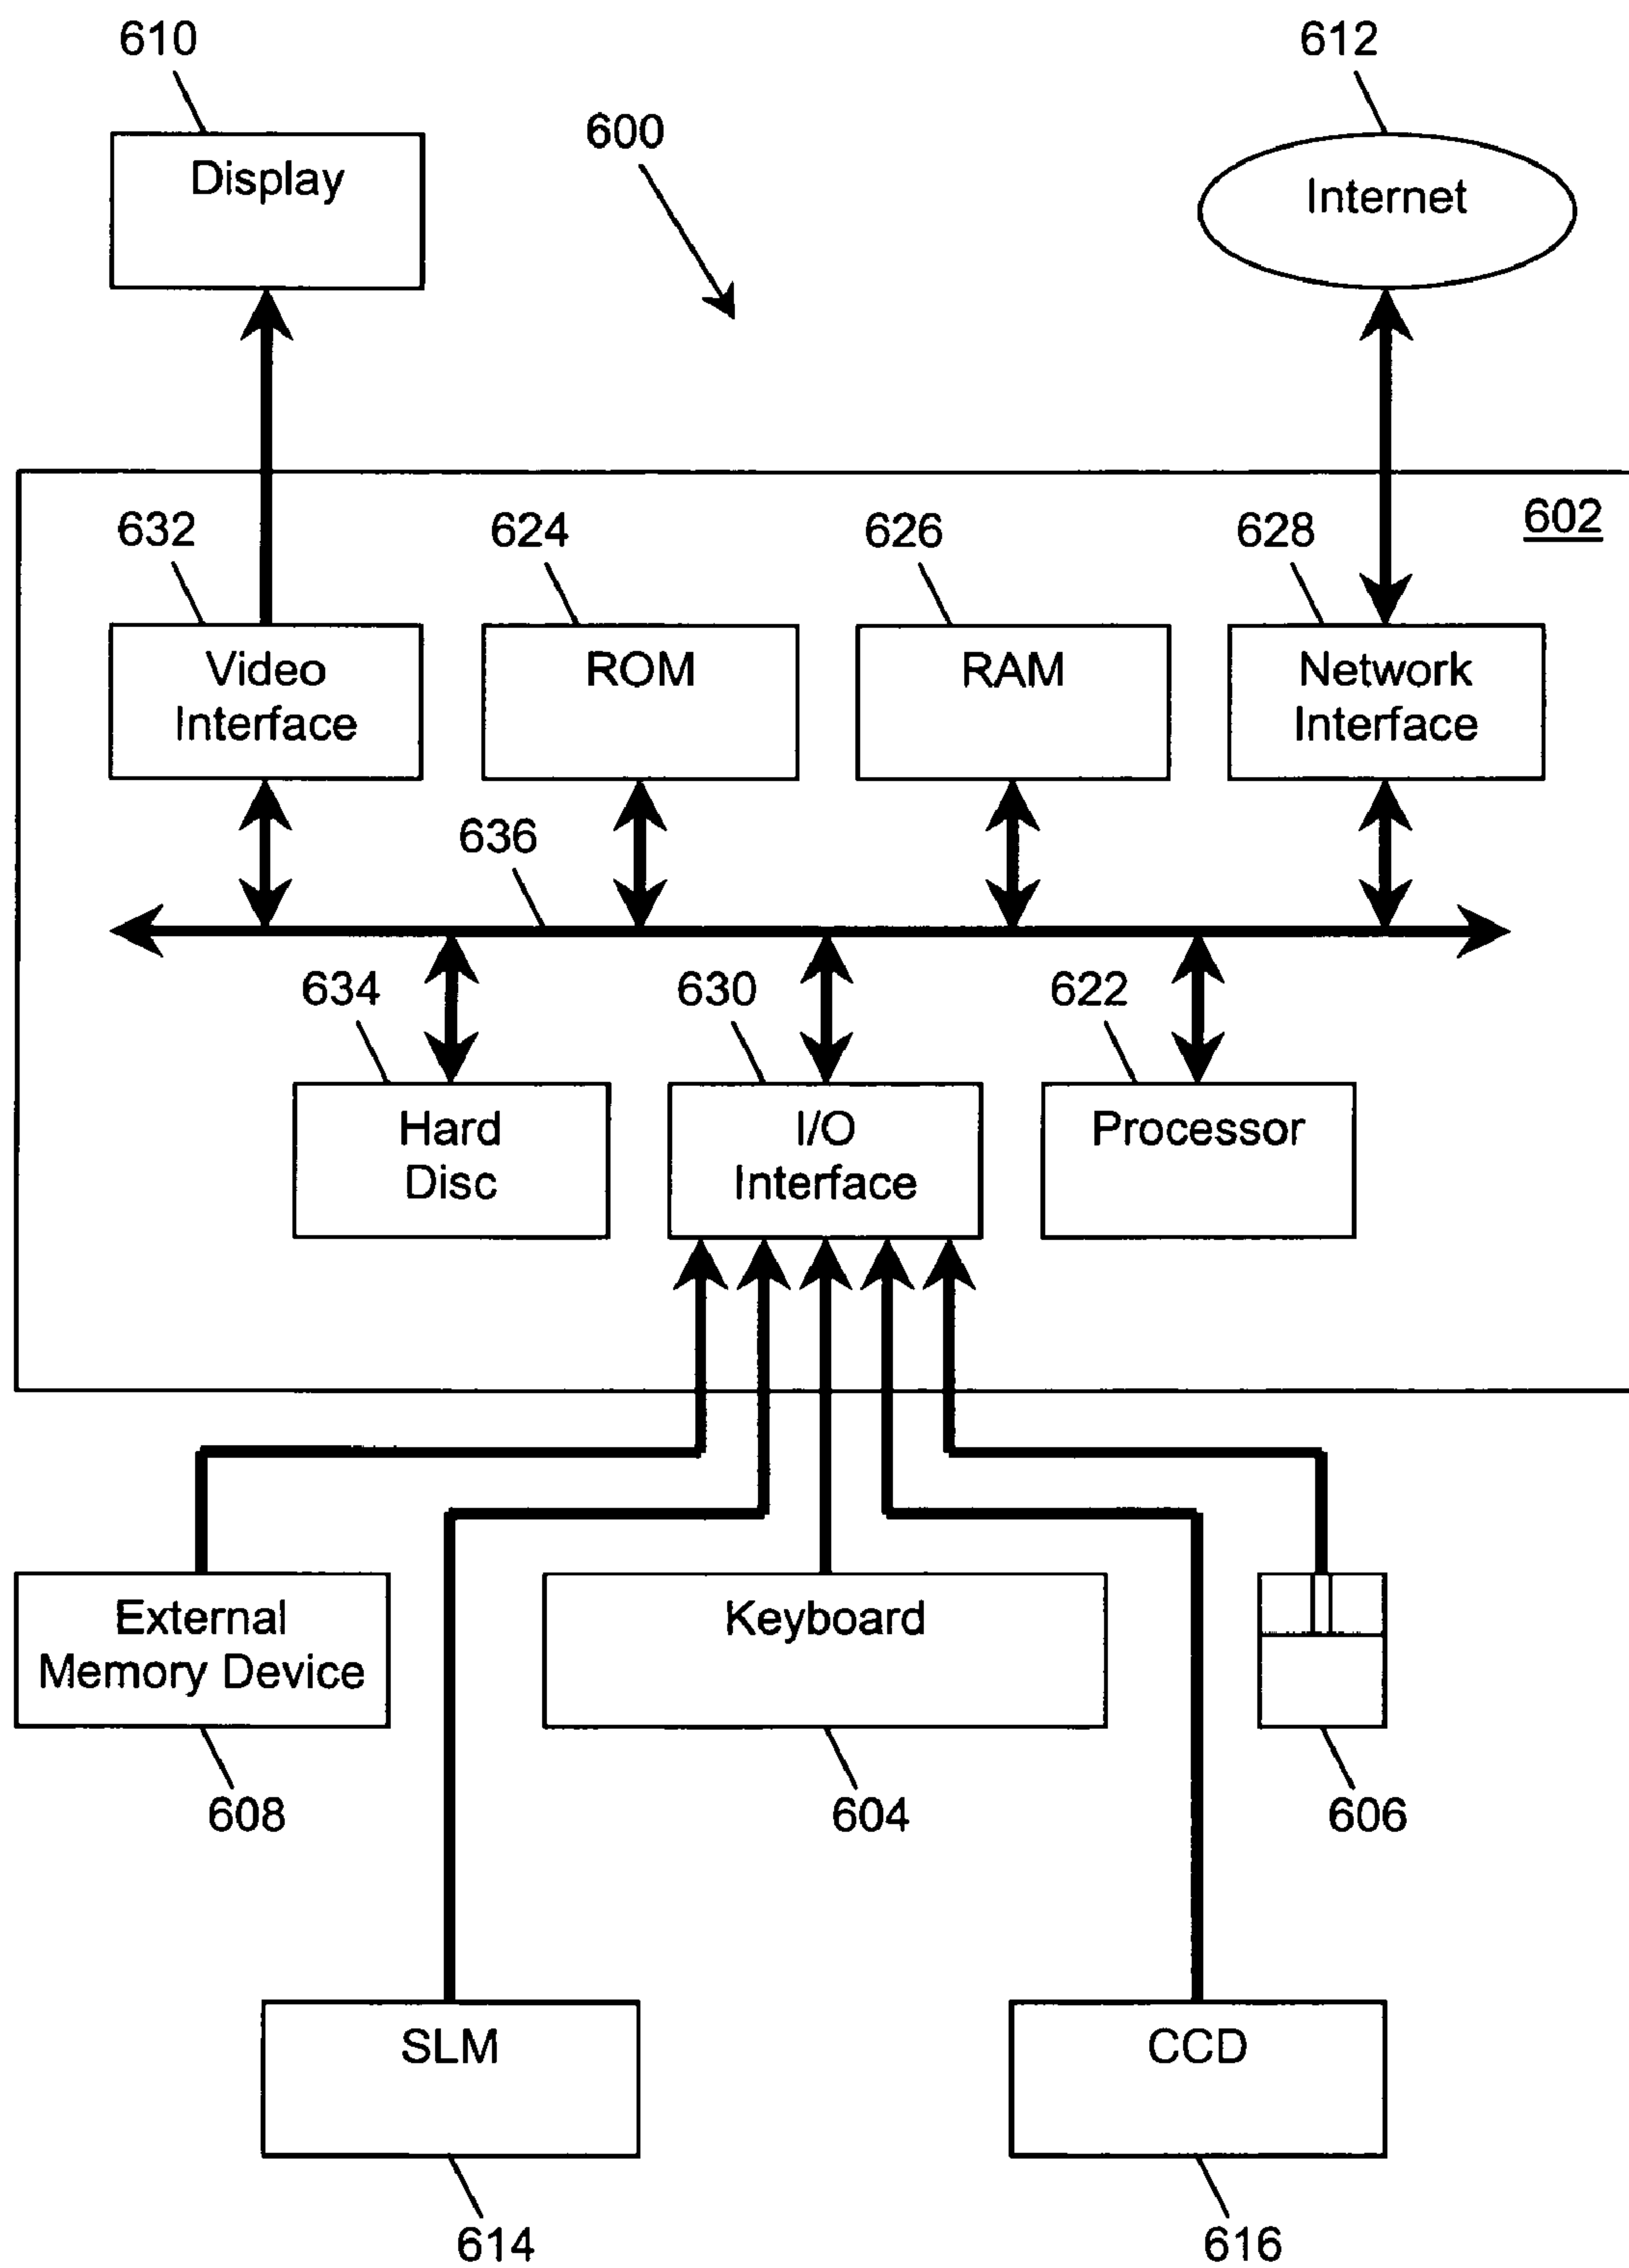 610
612
600
Display
Internet
602
632
624
626
628
Video
Interface
ROM
RAM
Network
Interface
636
634
630
622
Hard
Disc
I/O
Interface
Processor
External
Memory Device
Keyboard
608
604
606
SLM
CCD
614
616